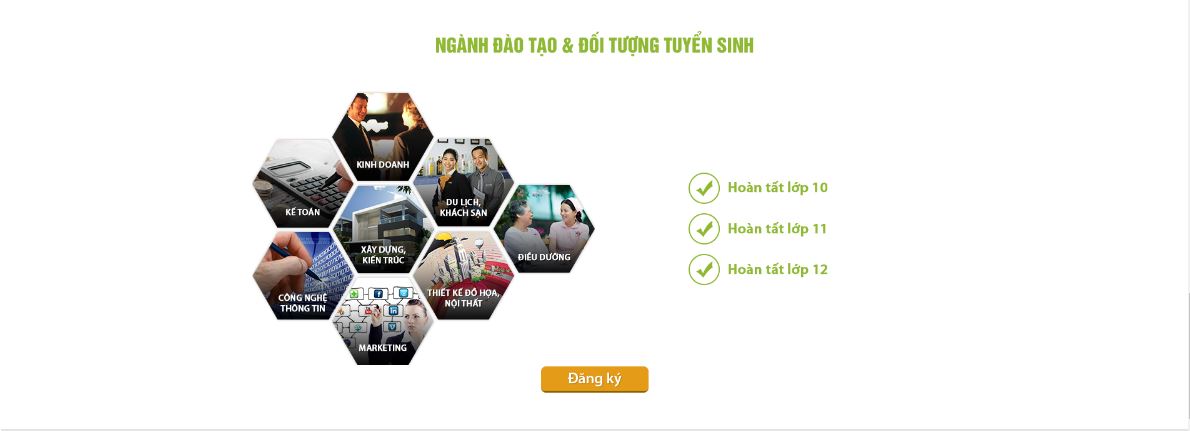 NGÀNH ĐÀO TẠO & ĐỐI TƯỢNG TUYỂN SINH
KINH DOANH
KẾ TOÁN
DU LỊCH,
KHÁCH SẠN
XÂY DỰNG,
KIẾN TRÚC
ĐIỀU DƯỠNG
CÔNG NGHỆ
THÔNG TIN
THIẾT KẾ ĐỒ HỌA,
NỘI THẤT
MARKETING
Hoàn tất lớp 10
Hoàn tất lớp 11
Hoàn tất lớp 12
Đăng ký